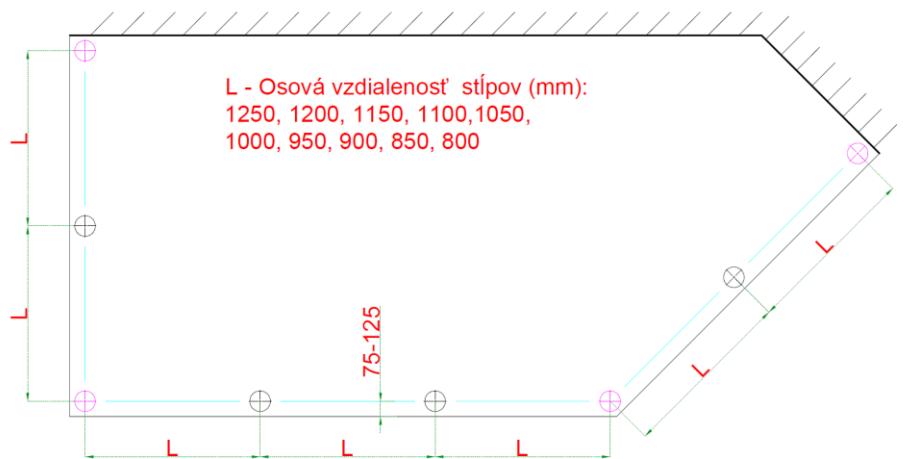 L - Osová vzdialenosť stĺpov (mm):
1250, 1200, 1150, 1100,1050,
1000, 950, 900, 850, 800
L
L
L
L
75-125
L
L
L